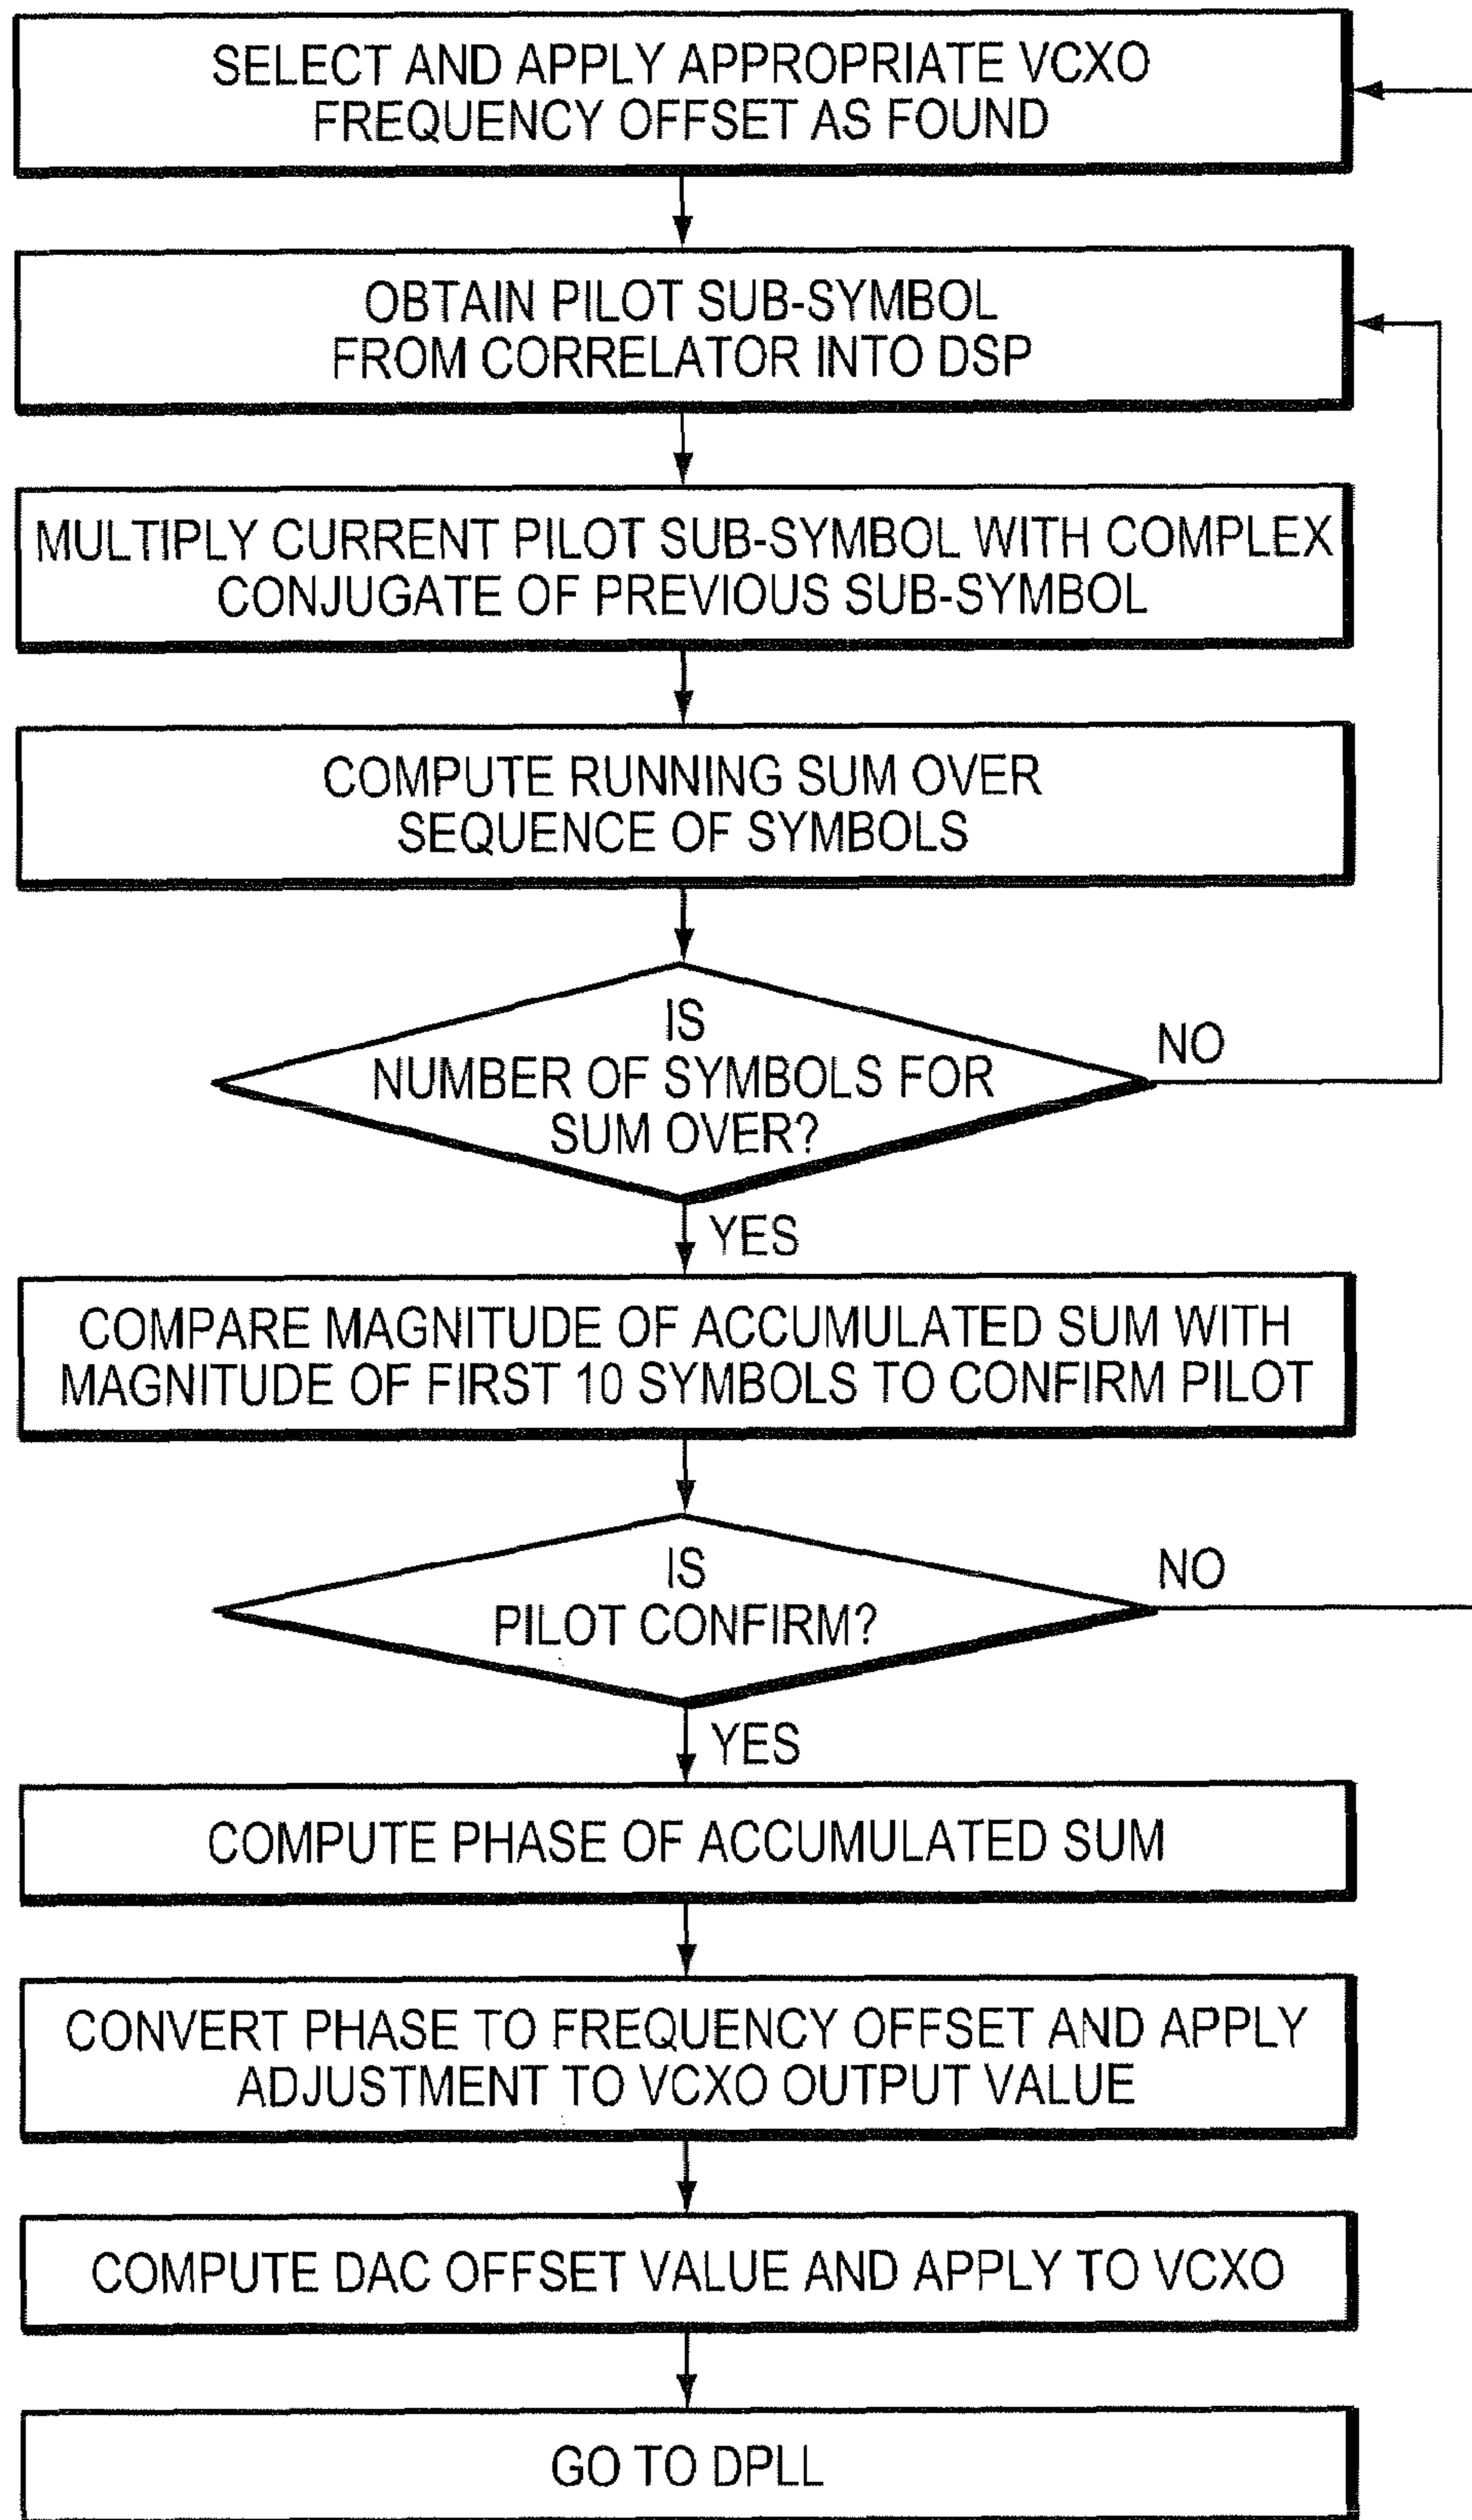 SELECT AND APPLY APPROPRIATE VCXO
FREQUENCY OFFSET AS FOUND
OBTAIN PILOT SUB-SYMBOL
FROM CORRELATOR INTO DSP
MULTIPLY CURRENT PILOT SUB-SYMBOL WITH COMPLEX
CONJUGATE OF PREVIOUS SUB-SYMBOL
COMPUTE RUNNING SUM OVER
SEQUENCE OF SYMBOLS
IS
NUMBER OF SYMBOLS FOR
SUM OVER?
NO
YES
COMPARE MAGNITUDE OF ACCUMULATED SUM WITH
MAGNITUDE OF FIRST 10 SYMBOLS TO CONFIRM PILOT
IS
PILOT CONFIRM?
NO
YES
COMPUTE PHASE OF ACCUMULATED SUM
CONVERT PHASE TO FREQUENCY OFFSET AND APPLY
ADJUSTMENT TO VCXO OUTPUT VALUE
COMPUTE DAC OFFSET VALUE AND APPLY TO VCXO
GO TO DPLL